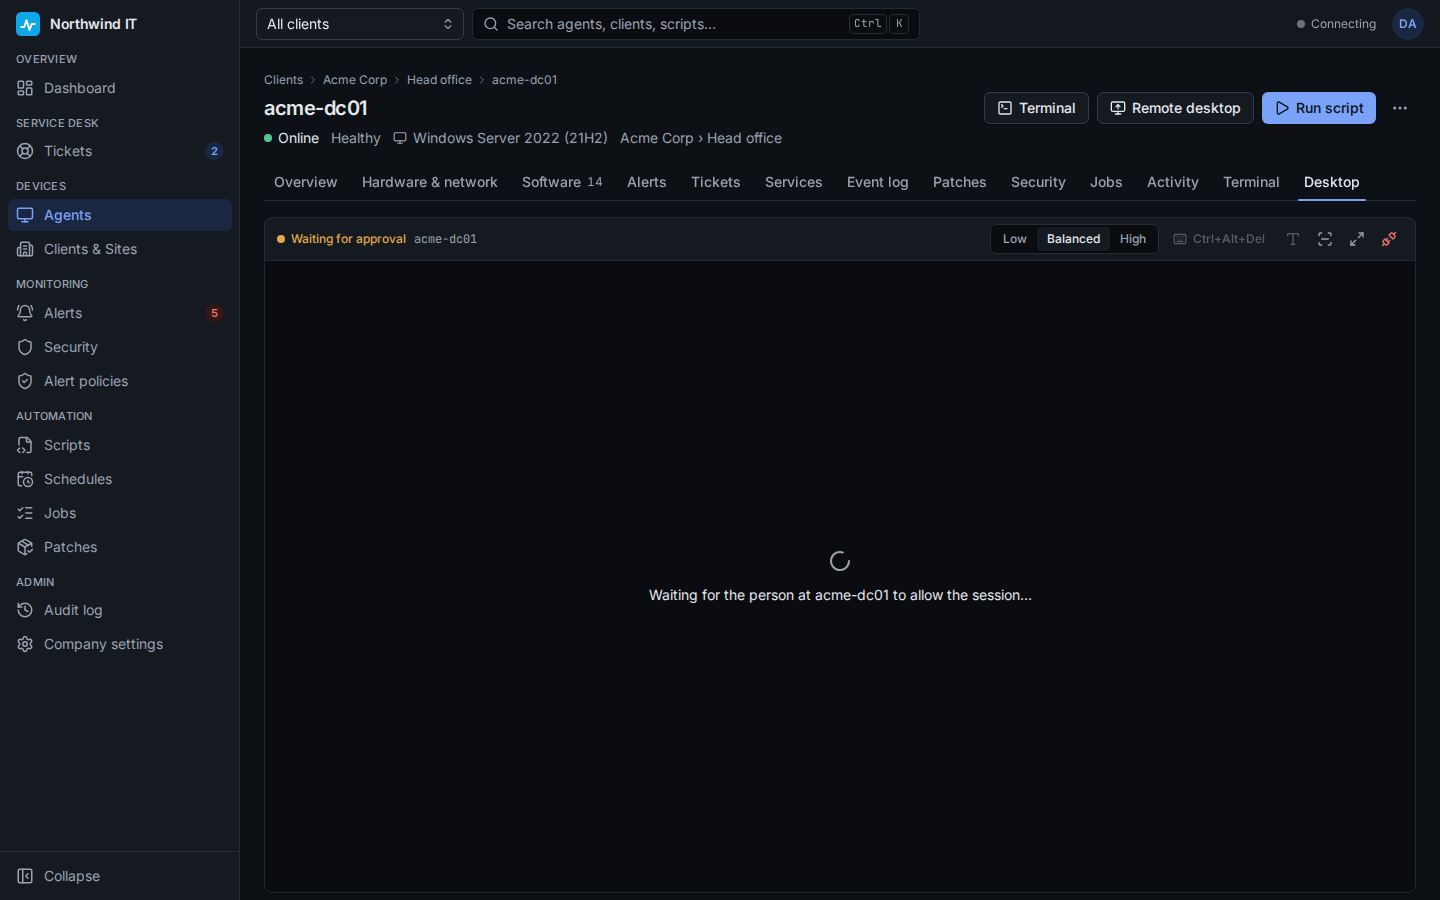 Northwind IT
All clients
Search agents, clients, scripts...
Ctrl K
Connecting
DA
OVERVIEW
Dashboard
SERVICE DESK
Tickets 2
DEVICES
Agents
Clients & Sites
MONITORING
Alerts 5
Security
Alert policies
AUTOMATION
Scripts
Schedules
Jobs
Patches
ADMIN
Audit log
Company settings
Collapse
Clients › Acme Corp › Head office › acme-dc01
acme-dc01
Terminal
Remote desktop
Run script
Online Healthy Windows Server 2022 (21H2) Acme Corp › Head office
Overview Hardware & network Software 14 Alerts Tickets Services Event log Patches Security Jobs Activity Terminal Desktop
Waiting for approval acme-dc01
Low Balanced High Ctrl+Alt+Del
Waiting for the person at acme-dc01 to allow the session...